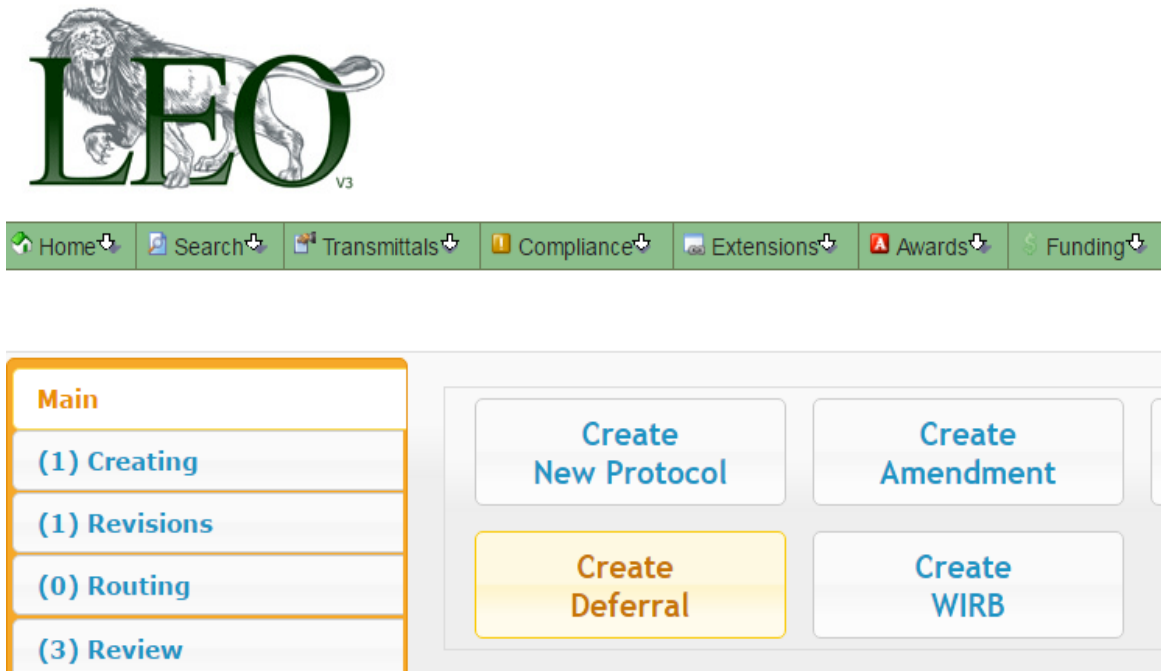 LEO
V3
Home Search Transmittals Compliance Extensions Awards Funding
Main
(1) Creating
(1) Revisions
(0) Routing
(3) Review
Create
New Protocol
Create
Amendment
Create
Deferral
Create
WIRB